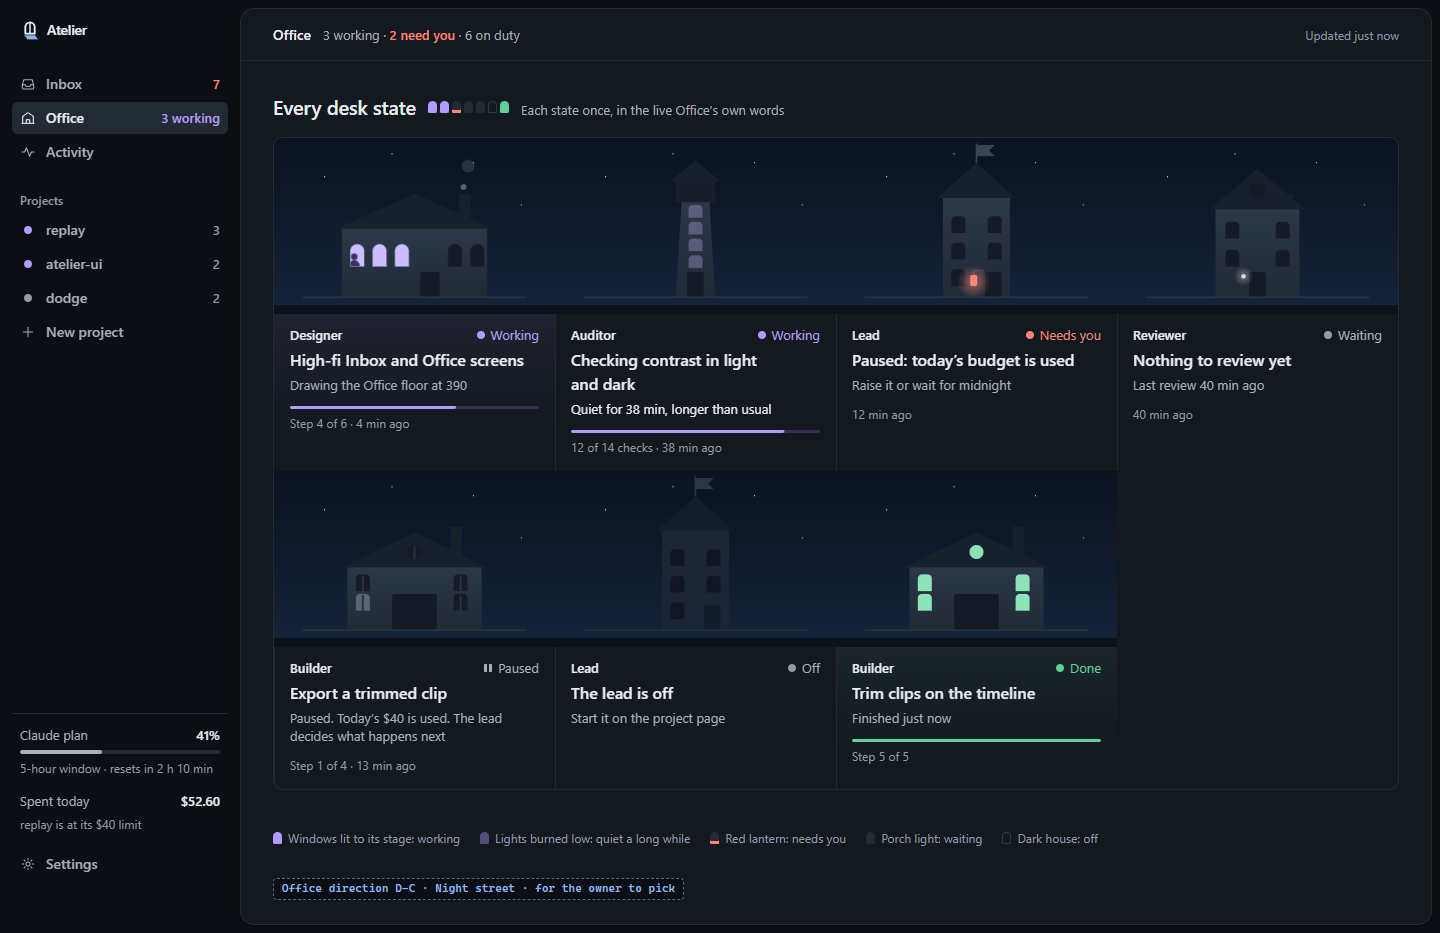 Atelier
Inbox 7
Office 3 working
Activity
Projects
replay 3
atelier-ui 2
dodge 2
New project
Claude plan 41%
5-hour window · resets in 2 h 10 min
Spent today $52.60
replay is at its $40 limit
Settings
Office 3 working · 2 need you · 6 on duty
Updated just now
Every desk state
Each state once, in the live Office's own words
Designer Working
High-fi Inbox and Office screens
Drawing the Office floor at 390
Step 4 of 6 · 4 min ago
Auditor Working
Checking contrast in light
and dark
Quiet for 38 min, longer than usual
12 of 14 checks · 38 min ago
Lead Needs you
Paused: today's budget is used
Raise it or wait for midnight
12 min ago
Reviewer Waiting
Nothing to review yet
Last review 40 min ago
40 min ago
Builder Paused
Export a trimmed clip
Paused. Today's $40 is used. The lead
decides what happens next
Step 1 of 4 · 13 min ago
Lead Off
The lead is off
Start it on the project page
Builder Done
Trim clips on the timeline
Finished just now
Step 5 of 5
Windows lit to its stage: working
Lights burned low: quiet a long while
Red lantern: needs you
Porch light: waiting
Dark house: off
Office direction D–C · Night street · for the owner to pick